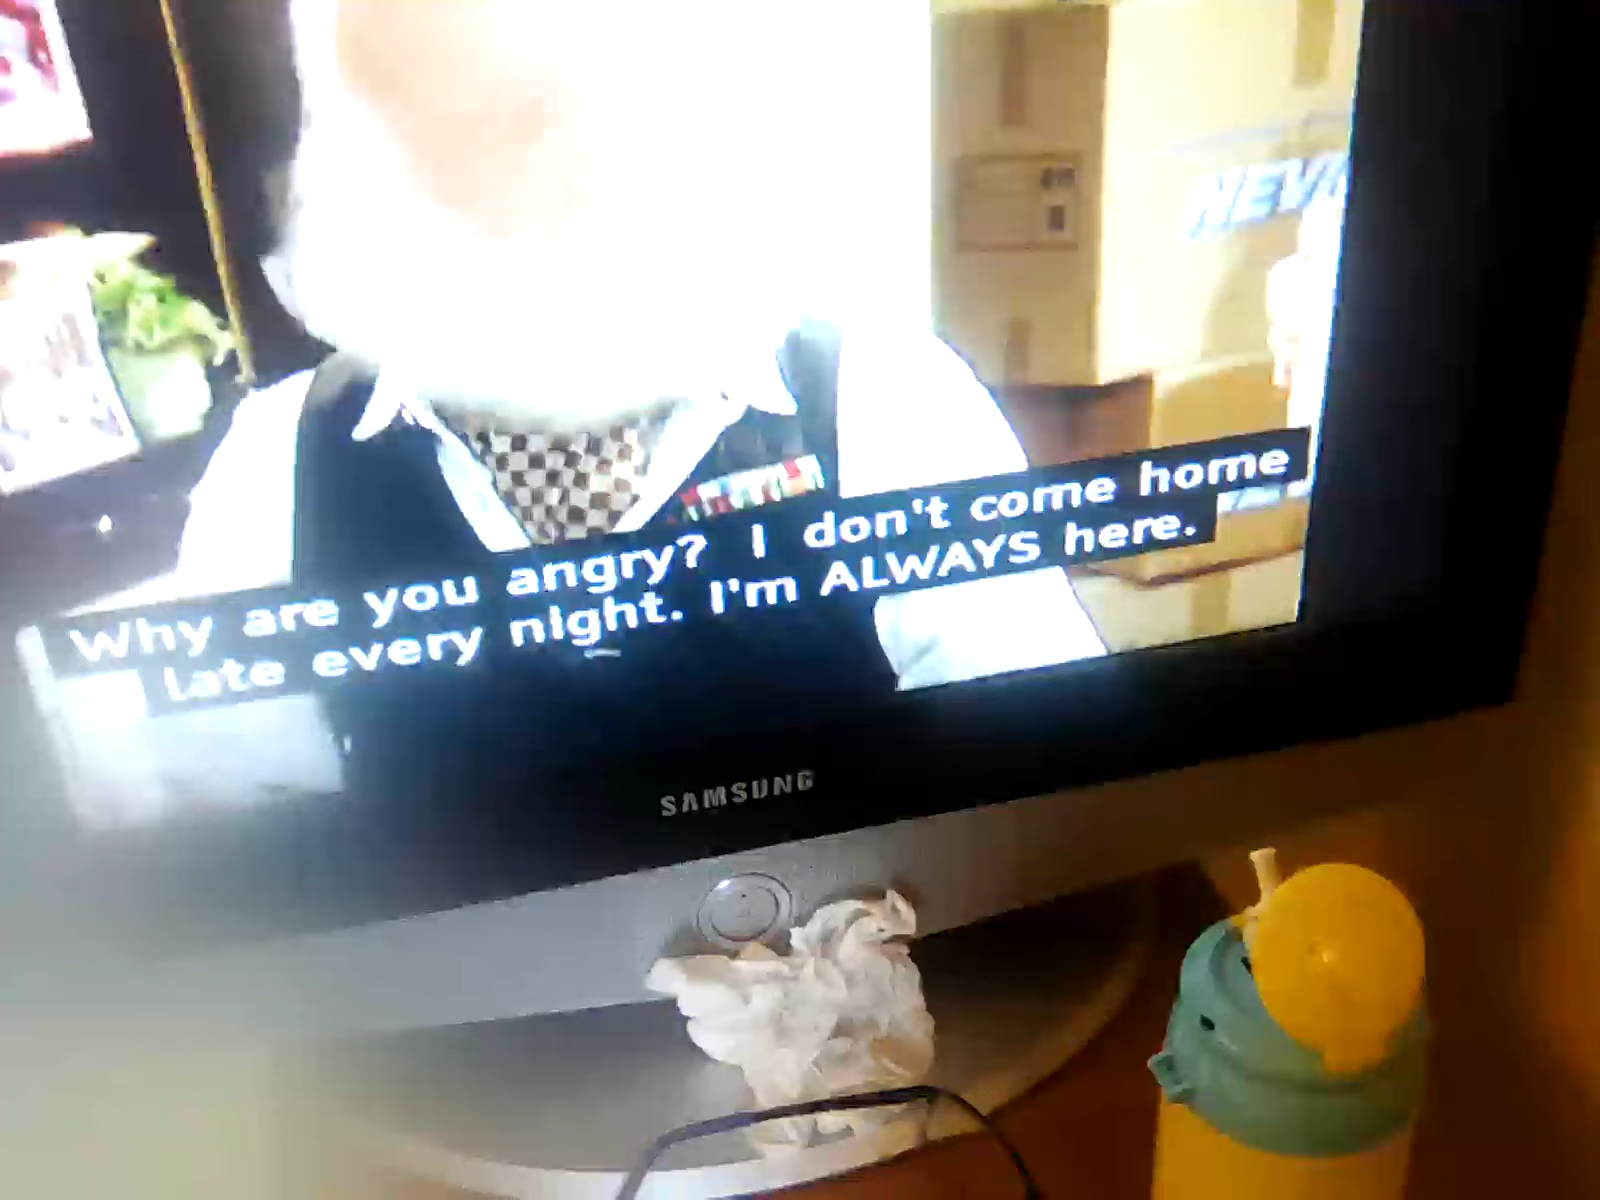 Why are you angry? I don't come home
late every night. I'm ALWAYS here.
SAMSUNG